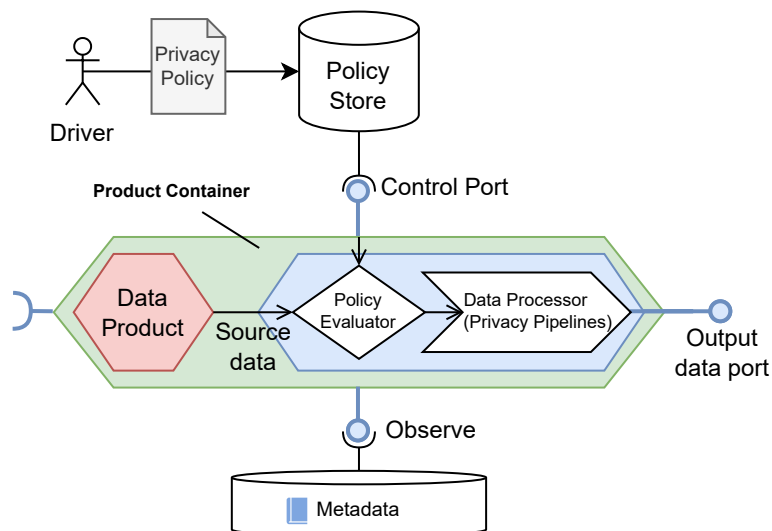 Privacy
Policy
Policy
Store
Driver
Control Port
Product Container
Data
Product
Source
data
Policy
Evaluator
Data Processor
(Privacy Pipelines)
Output
data port
Observe
Metadata